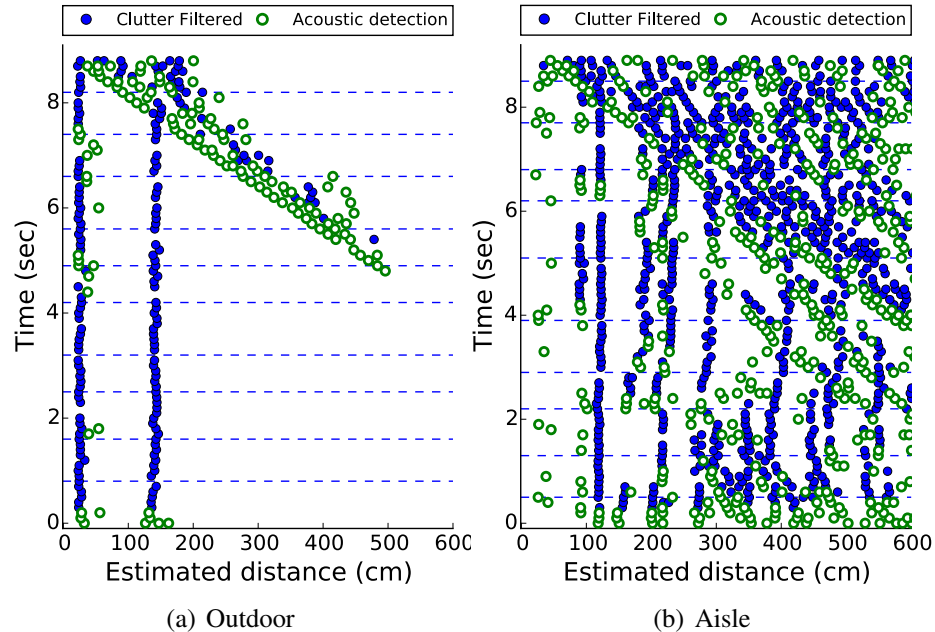 Clutter Filtered Acoustic detection
8
6
4
2
0
Time (sec)
0 100 200 300 400 500 600
Estimated distance (cm)
(a) Outdoor
Clutter Filtered Acoustic detection
8
6
4
2
0
Time (sec)
0 100 200 300 400 500 600
Estimated distance (cm)
(b) Aisle